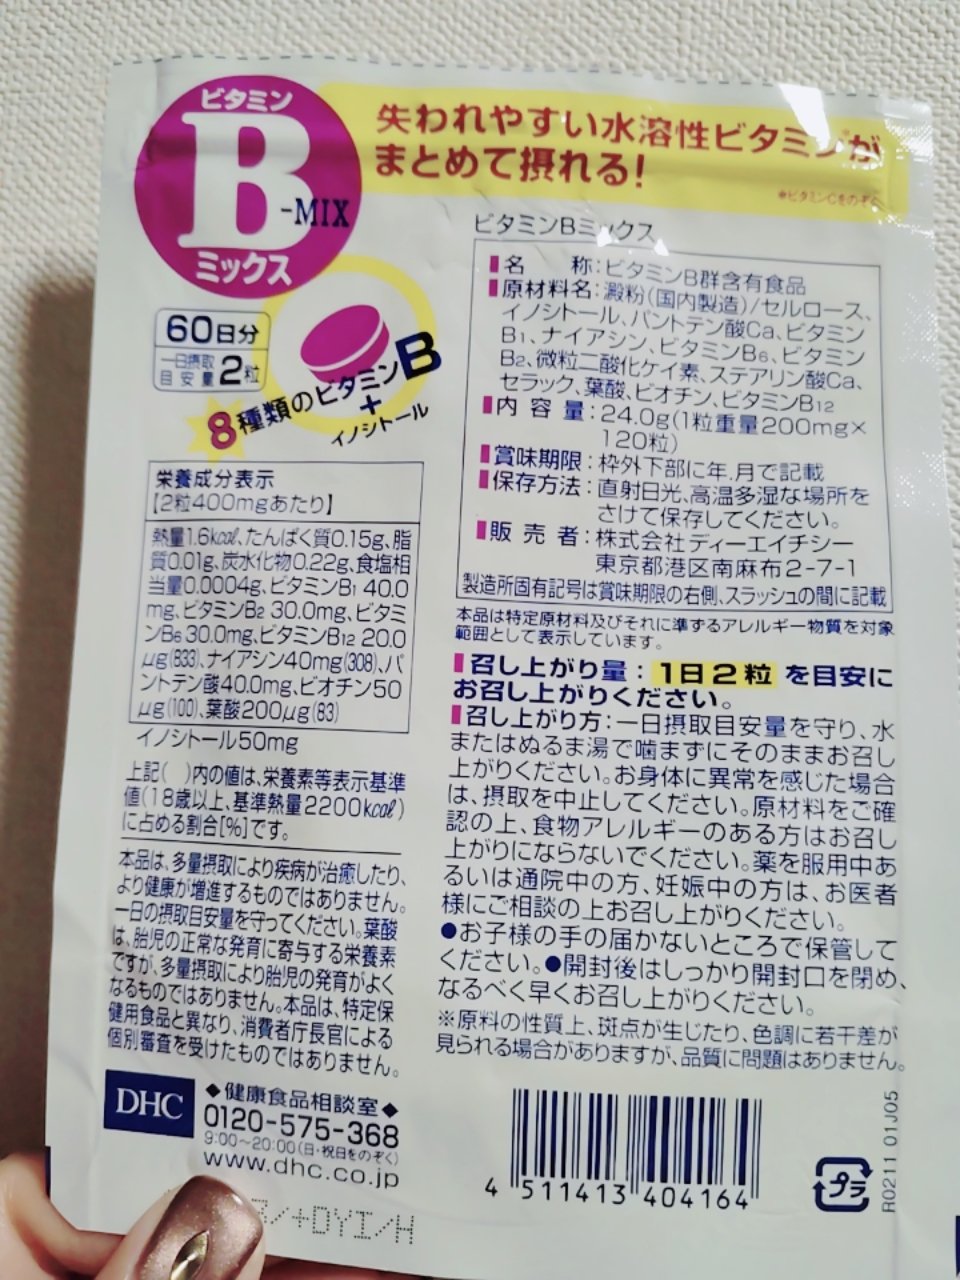 ビタミン
B
-MIX
ミックス
失われやすい水溶性ビタミン※が
まとめて摂れる!
※ビタミンCをのぞく
60日分
一日摂取
目安量 2粒
8種類のビタミンB
+
イノシトール
栄養成分表示
【2粒400mgあたり】
熱量1.6kcal、たんぱく質0.15g、脂
質0.01g、炭水化物0.22g、食塩相
当量0.0004g、ビタミンB1 40.0
mg、ビタミンB2 30.0mg、ビタミ
ンB6 30.0mg、ビタミンB12 20.0
μg(833)、ナイアシン40mg(308)、パ
ントテン酸40.0mg、ビオチン50
μg(100)、葉酸200μg(83)
イノシトール50mg
上記( )内の値は、栄養素等表示基準
値(18歳以上、基準熱量2200kcal)
に占める割合[%]です。
本品は、多量摂取により疾病が治癒したり、
より健康が増進するものではありません。
一日の摂取目安量を守ってください。葉酸
は、胎児の正常な発育に寄与する栄養素
ですが、多量摂取により胎児の発育がよく
なるものではありません。本品は、特定保
健用食品と異なり、消費者庁長官による
個別審査を受けたものではありません。
DHC
◆健康食品相談室◆
0120-575-368
9:00〜20:00(日・祝日をのぞく)
www.dhc.co.jp
/+DYI/H
ビタミンBミックス
■名 称:ビタミンB群含有食品
■原材料名:澱粉(国内製造)/セルロース、
イノシトール、パントテン酸Ca、ビタミン
B1、ナイアシン、ビタミンB6、ビタミン
B2、微粒二酸化ケイ素、ステアリン酸Ca、
セラック、葉酸、ビオチン、ビタミンB12
■内容量:24.0g(1粒重量200mg×
120粒)
■賞味期限:枠外下部に年.月で記載
■保存方法:直射日光、高温多湿な場所を
さけて保存してください。
■販売者:株式会社ディーエイチシー
東京都港区南麻布2-7-1
製造所固有記号は賞味期限の右側、スラッシュの間に記載
本品は特定原材料及びそれに準ずるアレルギー物質を対象
範囲として表示しています。
■召し上がり量:1日2粒を目安に
お召し上がりください。
■召し上がり方:一日摂取目安量を守り、水
またはぬるま湯で噛まずにそのままお召し
上がりください。お身体に異常を感じた場合
は、摂取を中止してください。原材料をご確
認の上、食物アレルギーのある方はお召し
上がりにならないでください。薬を服用中あ
るいは通院中の方、妊娠中の方は、お医者
様にご相談の上お召し上がりください。
●お子様の手の届かないところで保管して
ください。●開封後はしっかり開封口を閉め、
なるべく早くお召し上がりください。
※原料の性質上、斑点が生じたり、色調に若干差が
見られる場合がありますが、品質に問題はありません。
4 511413 404164
プラ
R0211 01J05